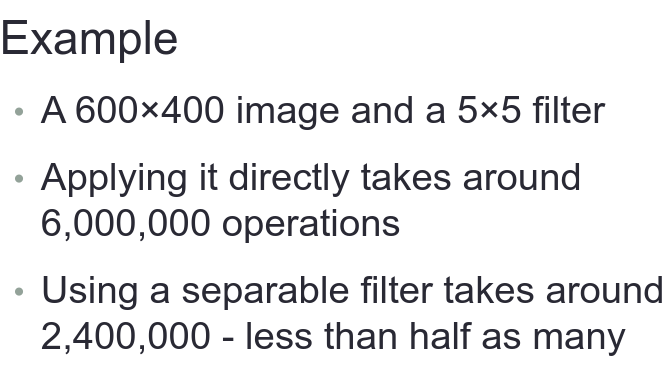 Example
• A 600×400 image and a 5×5 filter
• Applying it directly takes around
6,000,000 operations
• Using a separable filter takes around
2,400,000 - less than half as many